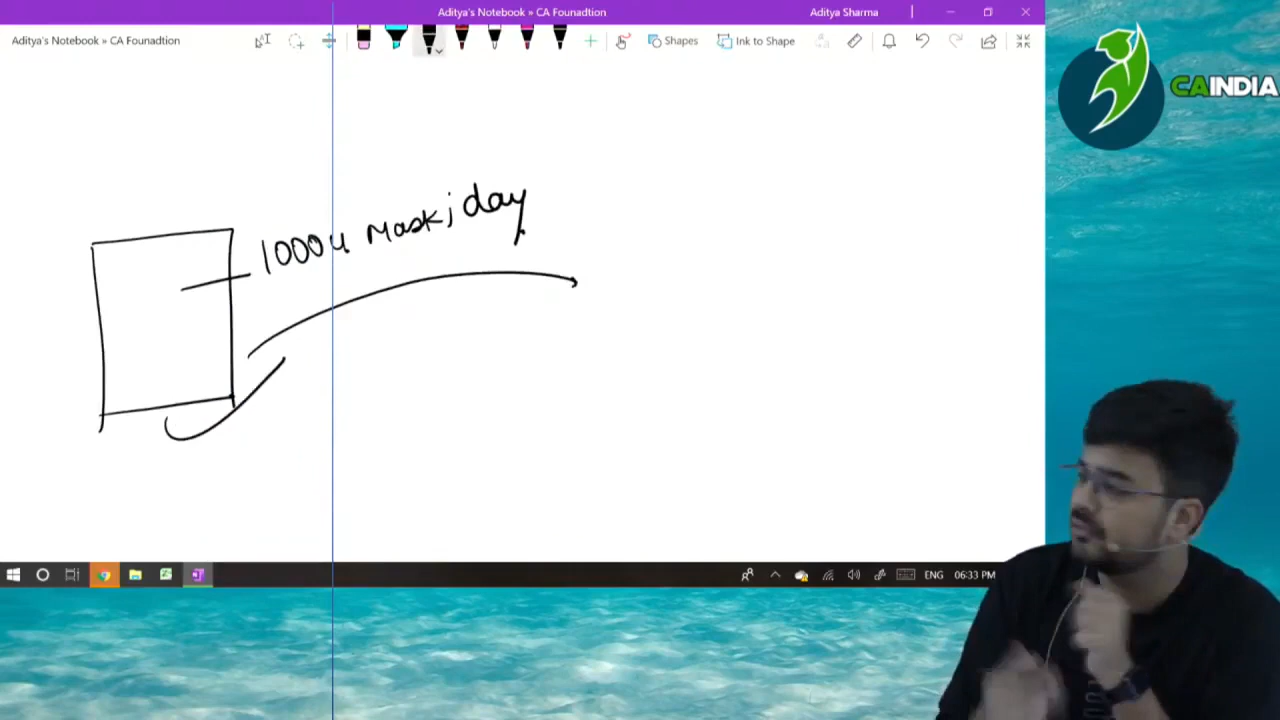 Aditya's Notebook » CA Founadtion
Aditya Sharma
Aditya's Notebook » CA Founadtion
Shapes
Ink to Shape
CAINDIA
1000 u Mask / day
ENG
06:33 PM